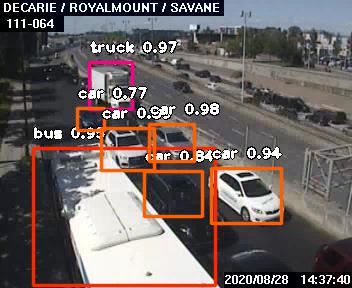 DECARIE / ROYALMOUNT / SAVANE
111-064
truck 0.97
car 0.77
car 0.98
bus 0.95
car 0.84
car 0.94
2020/08/28 14:37:40